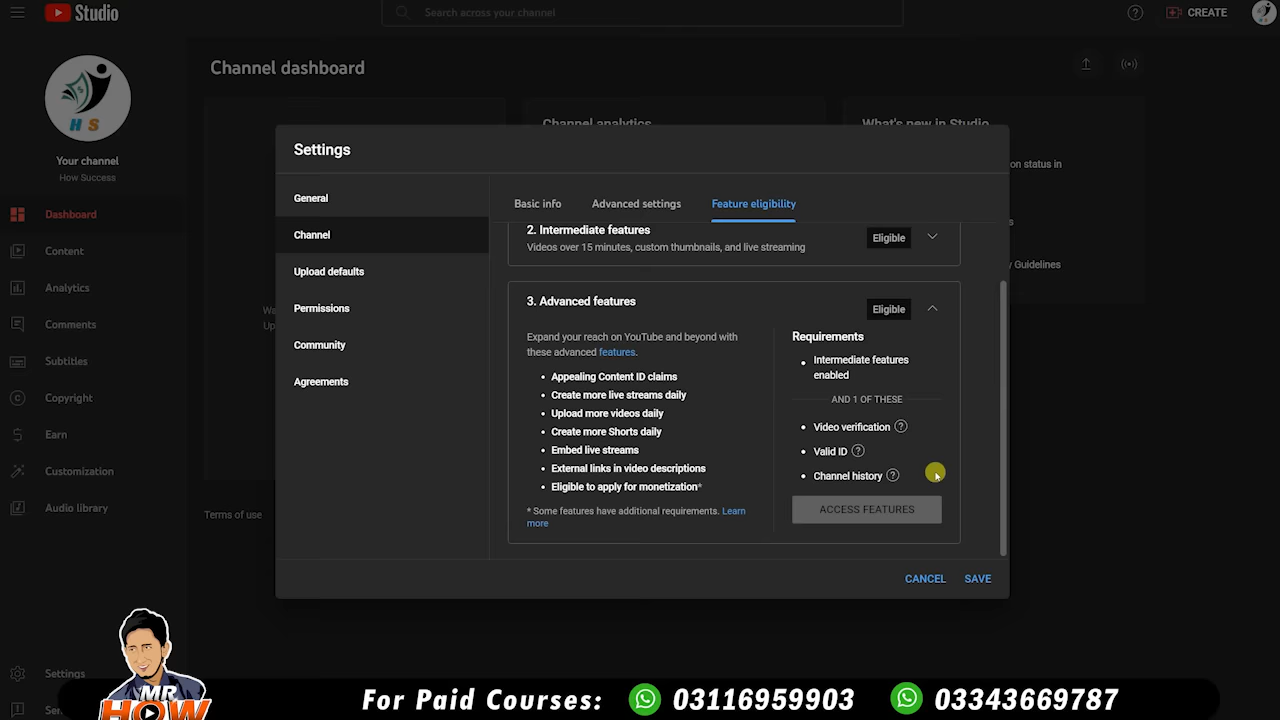 Studio
Search across your channel
CREATE
Channel dashboard
H S
Your channel
How Success
Channel analytics
What's new in Studio
on status in
y Guidelines
Dashboard
Content
Analytics
Comments
Subtitles
Copyright
Earn
Customization
Audio library
Settings
Terms of use
Settings
General
Channel
Upload defaults
Permissions
Community
Agreements
Basic info
Advanced settings
Feature eligibility
2. Intermediate features
Videos over 15 minutes, custom thumbnails, and live streaming
Eligible
3. Advanced features
Eligible
Expand your reach on YouTube and beyond with
these advanced features.
• Appealing Content ID claims
• Create more live streams daily
• Upload more videos daily
• Create more Shorts daily
• Embed live streams
• External links in video descriptions
• Eligible to apply for monetization*
* Some features have additional requirements. Learn
more
Requirements
• Intermediate features
enabled
AND 1 OF THESE
• Video verification
• Valid ID
• Channel history
ACCESS FEATURES
CANCEL
SAVE
MR
HOW
For Paid Courses:
03116959903
03343669787